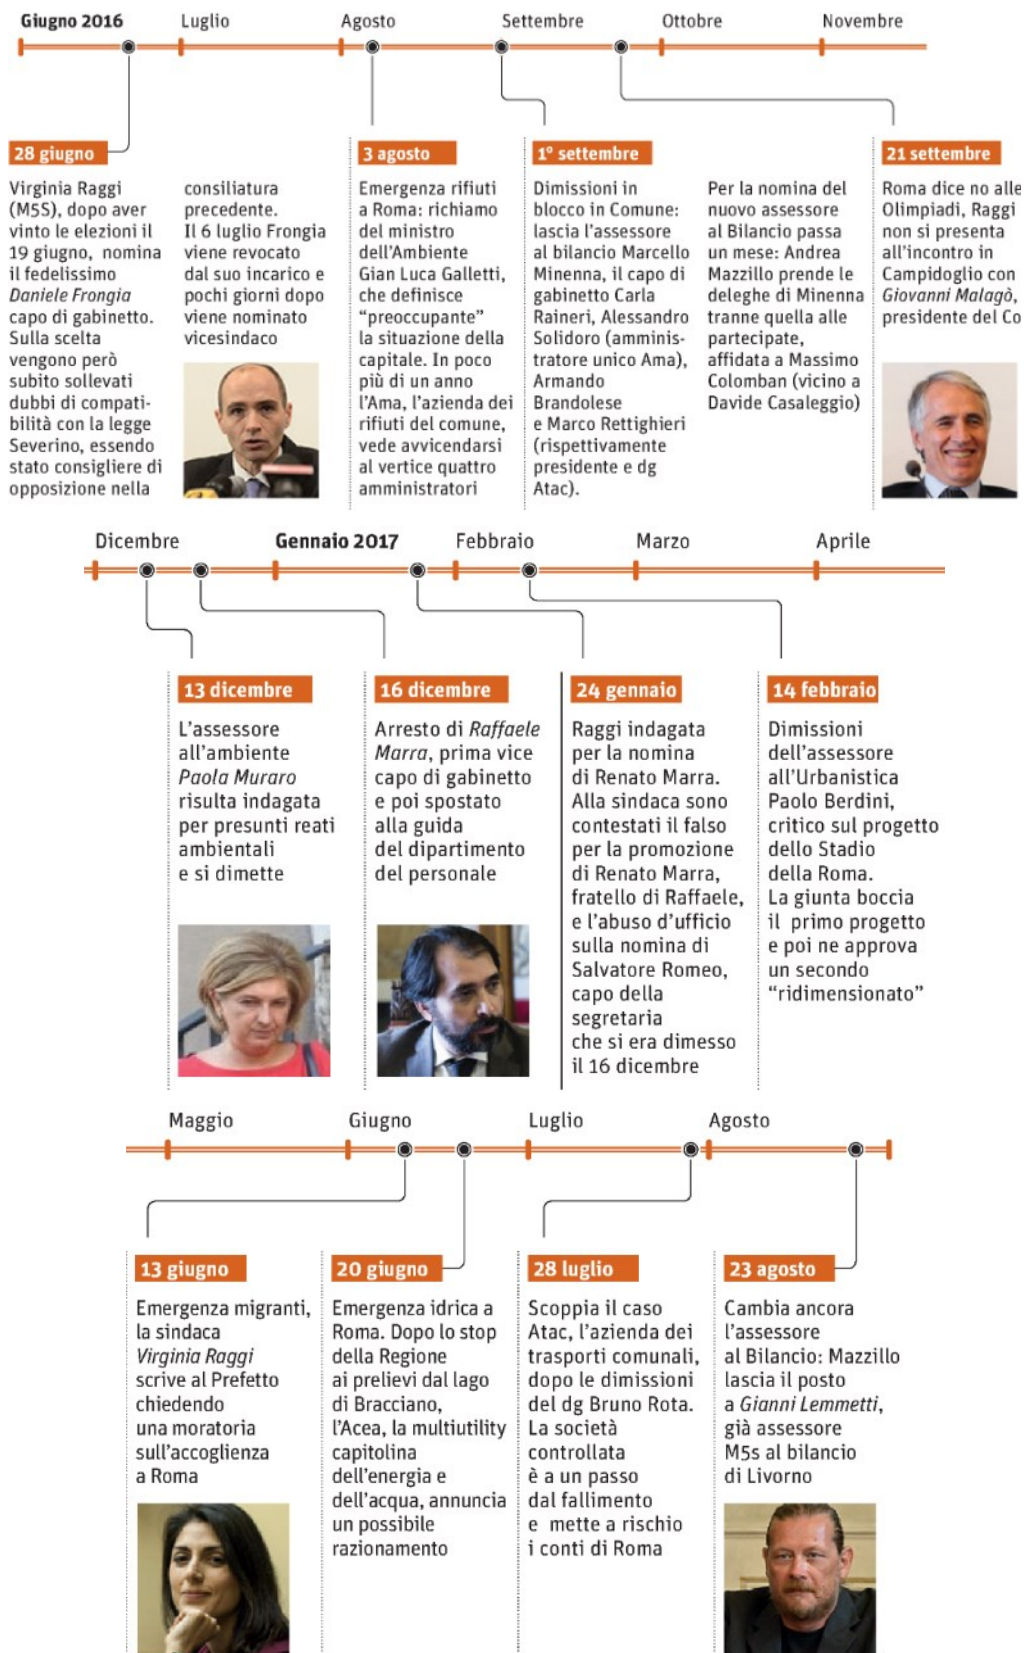 Giugno 2016
Luglio
Agosto
Settembre
Ottobre
Novembre
28 giugno
Virginia Raggi
(M5S), dopo aver
vinto le elezioni il
19 giugno, nomina
il fedelissimo
Daniele Frongia
capo di gabinetto.
Sulla scelta
vengono però
subito sollevati
dubbi di compati-
bilità con la legge
Severino, essendo
stato consigliere di
opposizione nella
consiliatura
precedente.
Il 6 luglio Frongia
viene revocato
dal suo incarico e
pochi giorni dopo
viene nominato
vicesindaco
3 agosto
Emergenza rifiuti
a Roma: richiamo
del ministro
dell'Ambiente
Gian Luca Galletti,
che definisce
“preoccupante”
la situazione della
capitale. In poco
più di un anno
l'Ama, l'azienda dei
rifiuti del comune,
vede avvicendarsi
al vertice quattro
amministratori
1° settembre
Dimissioni in
blocco in Comune:
lascia l'assessore
al bilancio Marcello
Minenna, il capo di
gabinetto Carla
Raineri, Alessandro
Solidoro (amminis-
tratore unico Ama),
Armando
Brandolese
e Marco Rettighieri
(rispettivamente
presidente e dg
Atac).
Per la nomina del
nuovo assessore
al Bilancio passa
un mese: Andrea
Mazzillo prende le
deleghe di Minenna
tranne quella alle
partecipate,
affidata a Massimo
Colomban (vicino a
Davide Casaleggio)
21 settembre
Roma dice no alle
Olimpiadi, Raggi
non si presenta
all'incontro in
Campidoglio con
Giovanni Malagò,
presidente del Co
Dicembre
Gennaio 2017
Febbraio
Marzo
Aprile
13 dicembre
L'assessore
all'ambiente
Paola Muraro
risulta indagata
per presunti reati
ambientali
e si dimette
16 dicembre
Arresto di Raffaele
Marra, prima vice
capo di gabinetto
e poi spostato
alla guida
del dipartimento
del personale
24 gennaio
Raggi indagata
per la nomina
di Renato Marra.
Alla sindaca sono
contestati il falso
per la promozione
di Renato Marra,
fratello di Raffaele,
e l'abuso d'ufficio
sulla nomina di
Salvatore Romeo,
capo della
segretaria
che si era dimesso
il 16 dicembre
14 febbraio
Dimissioni
dell'assessore
all'Urbanistica
Paolo Berdini,
critico sul progetto
dello Stadio
della Roma.
La giunta boccia
il primo progetto
e poi ne approva
un secondo
“ridimensionato”
Maggio
Giugno
Luglio
Agosto
13 giugno
Emergenza migranti,
la sindaca
Virginia Raggi
scrive al Prefetto
chiedendo
una moratoria
sull'accoglienza
a Roma
20 giugno
Emergenza idrica a
Roma. Dopo lo stop
della Regione
ai prelievi dal lago
di Bracciano,
l'Acea, la multiutility
capitolina
dell'energia e
dell'acqua, annuncia
un possibile
razionamento
28 luglio
Scoppia il caso
Atac, l'azienda dei
trasporti comunali,
dopo le dimissioni
del dg Bruno Rota.
La società
controllata
è a un passo
dal fallimento
e mette a rischio
i conti di Roma
23 agosto
Cambia ancora
l'assessore
al Bilancio: Mazzillo
lascia il posto
a Gianni Lemmetti,
già assessore
M5s al bilancio
di Livorno